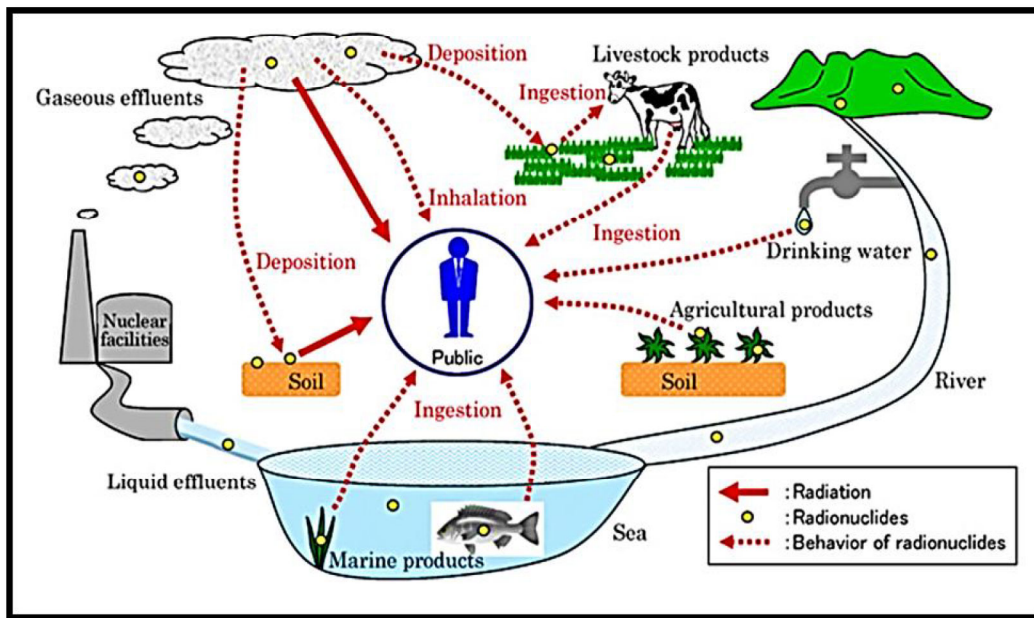 Deposition
Livestock products
Gaseous effluents
Ingestion
Inhalation
Ingestion
Drinking water
Deposition
Agricultural products
Nuclear
facilities
Public
Soil
Soil
River
Ingestion
Liquid effluents
Sea
Marine products
:Radiation
:Radionuclides
:Behavior of radionuclides